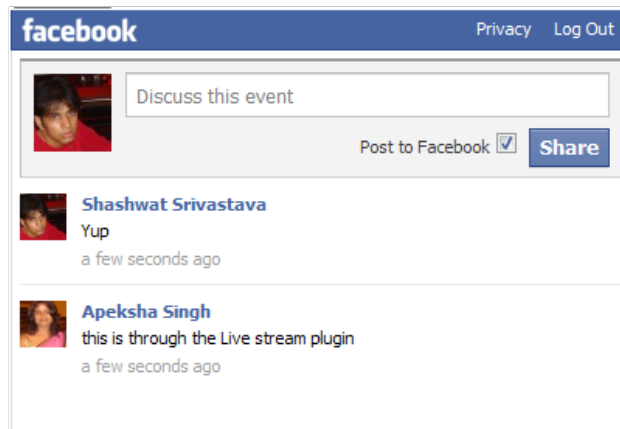 facebook
Privacy Log Out
Discuss this event
Post to Facebook Share
Shashwat Srivastava
Yup
a few seconds ago
Apeksha Singh
this is through the Live stream plugin
a few seconds ago